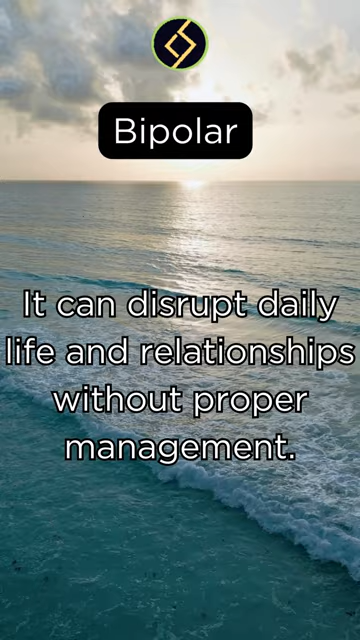 Bipolar
It can disrupt daily
life and relationships
without proper
management.